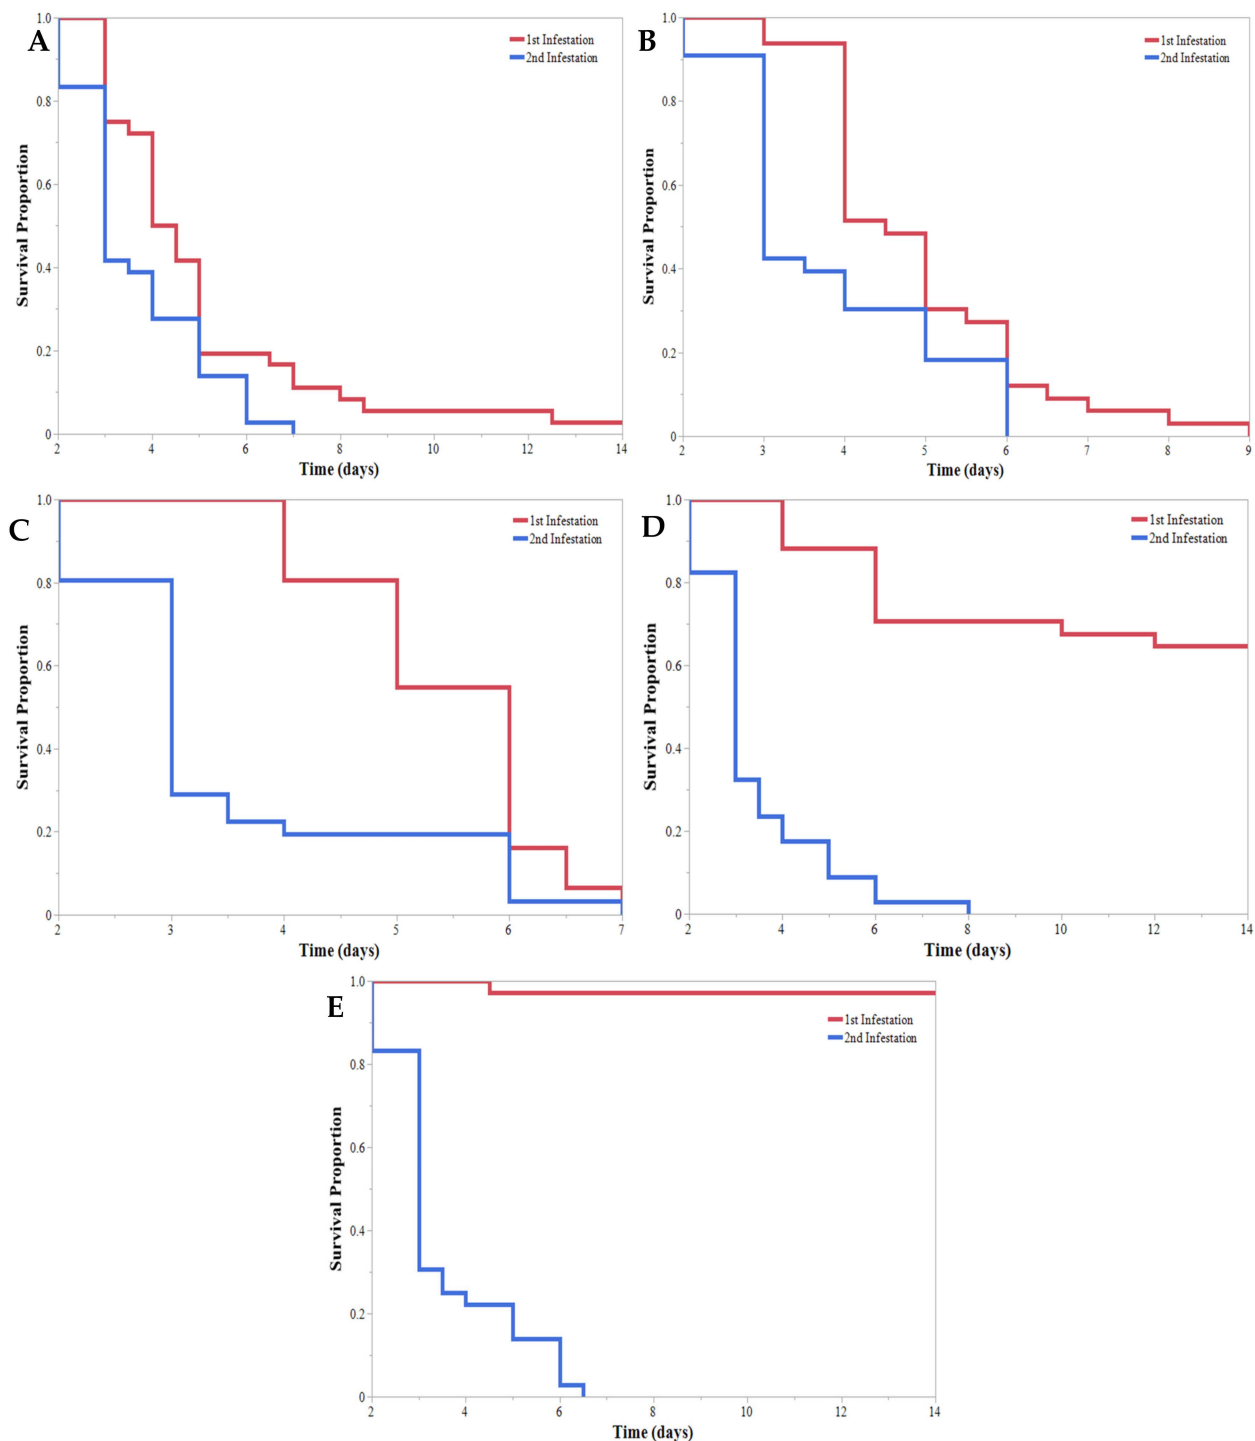 A
1.0
0.8
0.6
0.4
0.2
0
Survival Proportion
1st Infestation
2nd Infestation
2 4 6 8 10 12 14
Time (days)
B
1.0
0.8
0.6
0.4
0.2
0
Survival Proportion
1st Infestation
2nd Infestation
2 3 4 5 6 7 8 9
Time (days)
C
1.0
0.8
0.6
0.4
0.2
0
Survival Proportion
1st Infestation
2nd Infestation
2 3 4 5 6 7
Time (days)
D
1.0
0.8
0.6
0.4
0.2
0
Survival Proportion
1st Infestation
2nd Infestation
2 4 6 8 10 12 14
Time (days)
E
1.0
0.8
0.6
0.4
0.2
0
Survival Proportion
1st Infestation
2nd Infestation
2 4 6 8 10 12 14
Time (days)